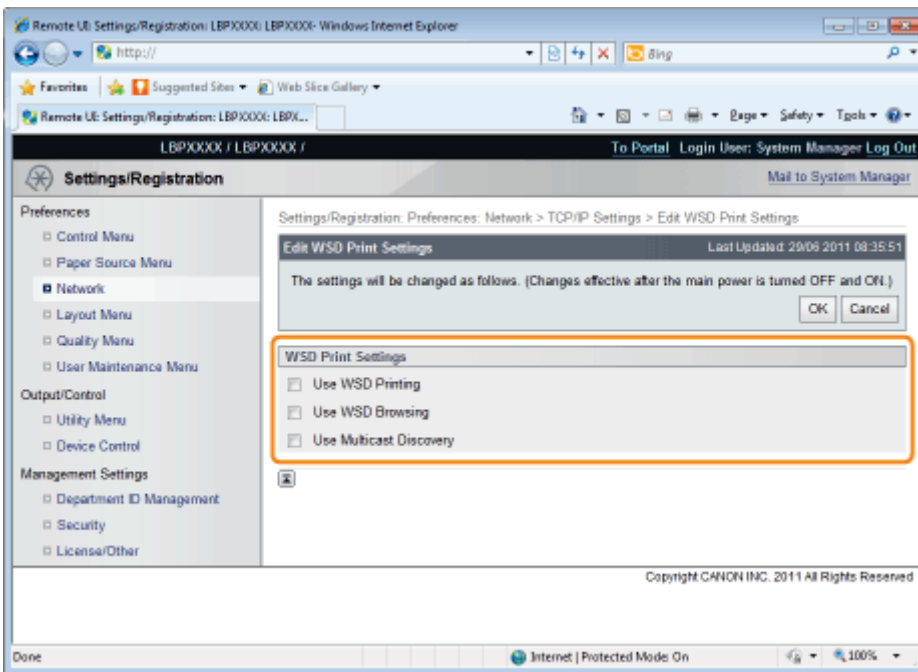 Remote UI: Settings/Registration: LBPXXXX: LBPXXXX- Windows Internet Explorer
http://
Bing
Favorites Suggested Sites Web Slice Gallery
Remote UI: Settings/Registration: LBPXXXX: LBPX...
Page Safety Tools
LBPXXXX / LBPXXXX /
To Portal Login User: System Manager Log Out
Settings/Registration
Mail to System Manager
Preferences
Control Menu
Paper Source Menu
Network
Layout Menu
Quality Menu
User Maintenance Menu
Output/Control
Utility Menu
Device Control
Management Settings
Department ID Management
Security
License/Other
Settings/Registration: Preferences: Network > TCP/IP Settings > Edit WSD Print Settings
Edit WSD Print Settings
Last Updated: 29/06 2011 08:35:51
The settings will be changed as follows. (Changes effective after the main power is turned OFF and ON.)
OK Cancel
WSD Print Settings
Use WSD Printing
Use WSD Browsing
Use Multicast Discovery
Copyright CANON INC. 2011 All Rights Reserved
Done
Internet | Protected Mode: On
100%